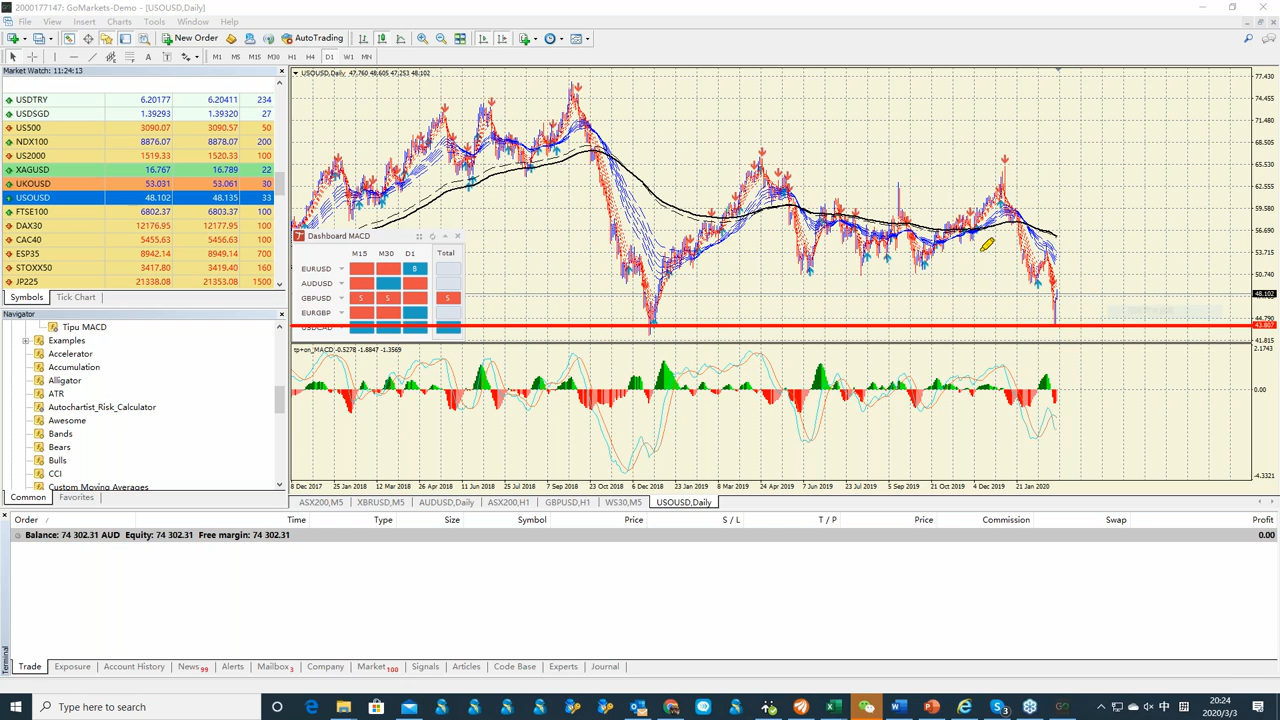 2000177147: GoMarkets-Demo - [USOUSD,Daily]
File View Insert Charts Tools Window Help
New Order AutoTrading
M1 M5 M15 M30 H1 H4 D1 W1 MN
Market Watch: 11:24:13
USDTRY 6.20177 6.20411 234
USDSGD 1.39293 1.39320 27
US500 3090.07 3090.57 50
NDX100 8876.07 8878.07 200
US2000 1519.33 1520.33 100
XAGUSD 16.767 16.789 22
UKOUSD 53.031 53.061 30
USOUSD 48.102 48.135 33
FTSE100 6802.37 6803.37 100
DAX30 12176.95 12177.95 100
CAC40 5455.63 5456.63 100
ESP35 8942.14 8949.14 700
STOXX50 3417.80 3419.40 160
JP225 21338.08 21353.08 1500
Symbols Tick Chart
Navigator
Tipu MACD
Examples
Accelerator
Accumulation
Alligator
ATR
Autochartist_Risk_Calculator
Awesome
Bands
Bears
Bulls
CCI
Custom Moving Averages
Common Favorites
USOUSD,Daily 47.760 48.605 47.253 48.102
77.430
74.455
71.480
68.505
65.530
62.555
59.580
56.690
53.715
50.740
48.102
44.790
43.807
41.815
Dashboard MACD
M15 M30 D1 Total
EURUSD B
AUDUSD
GBPUSD S S S
EURGBP
USDCAD
tp+on_MACD -0.5278 -1.8847 -1.3569
2.1743
0.00
-4.3321
8 Dec 2017 31 Jan 2018 12 Mar 2018 26 Apr 2018 11 Jun 2018 25 Jul 2018 7 Sep 2018 23 Oct 2018 6 Dec 2018 23 Jan 2019 8 Mar 2019 24 Apr 2019 7 Jun 2019 23 Jul 2019 5 Sep 2019 21 Oct 2019 4 Dec 2019 21 Jan 2020
ASX200,M5 XBRUSD,M5 AUDUSD,Daily ASX200,H1 GBPUSD,H1 WS30,M5 USOUSD,Daily
Order / Time Type Size Symbol Price S / L T / P Price Commission Swap Profit
Balance: 74 302.31 AUD Equity: 74 302.31 Free margin: 74 302.31 0.00
Terminal
Trade Exposure Account History News 99 Alerts Mailbox 3 Company Market 100 Signals Articles Code Base Experts Journal
Type here to search
中 拼
20:24
2020/3/3